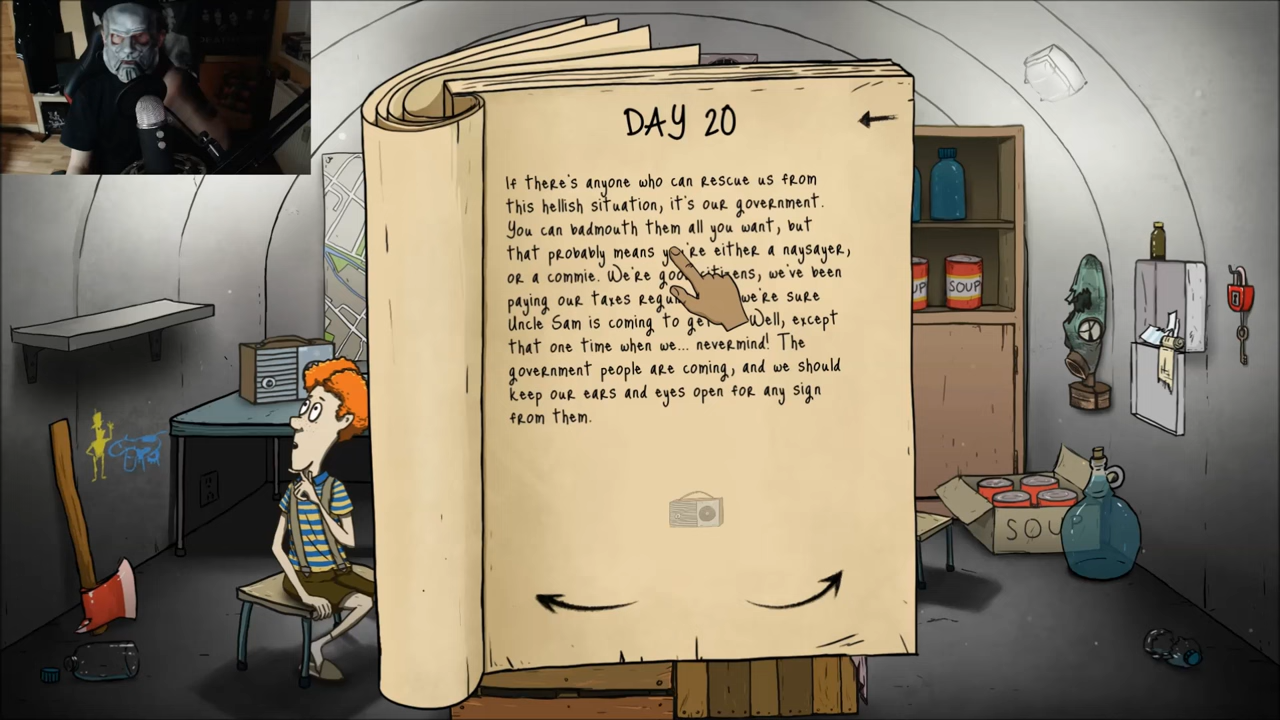 DAY 20
If there's anyone who can rescue us from
this hellish situation, it's our government.
You can badmouth them all you want, but
that probably means you're either a naysayer,
or a commie. We're good citizens, we've been
paying our taxes we're sure
Uncle Sam is coming to Well, except
that one time when we... nevermind! The
government people are coming, and we should
keep our ears and eyes open for any sign
from them.
SOUP
SOUP